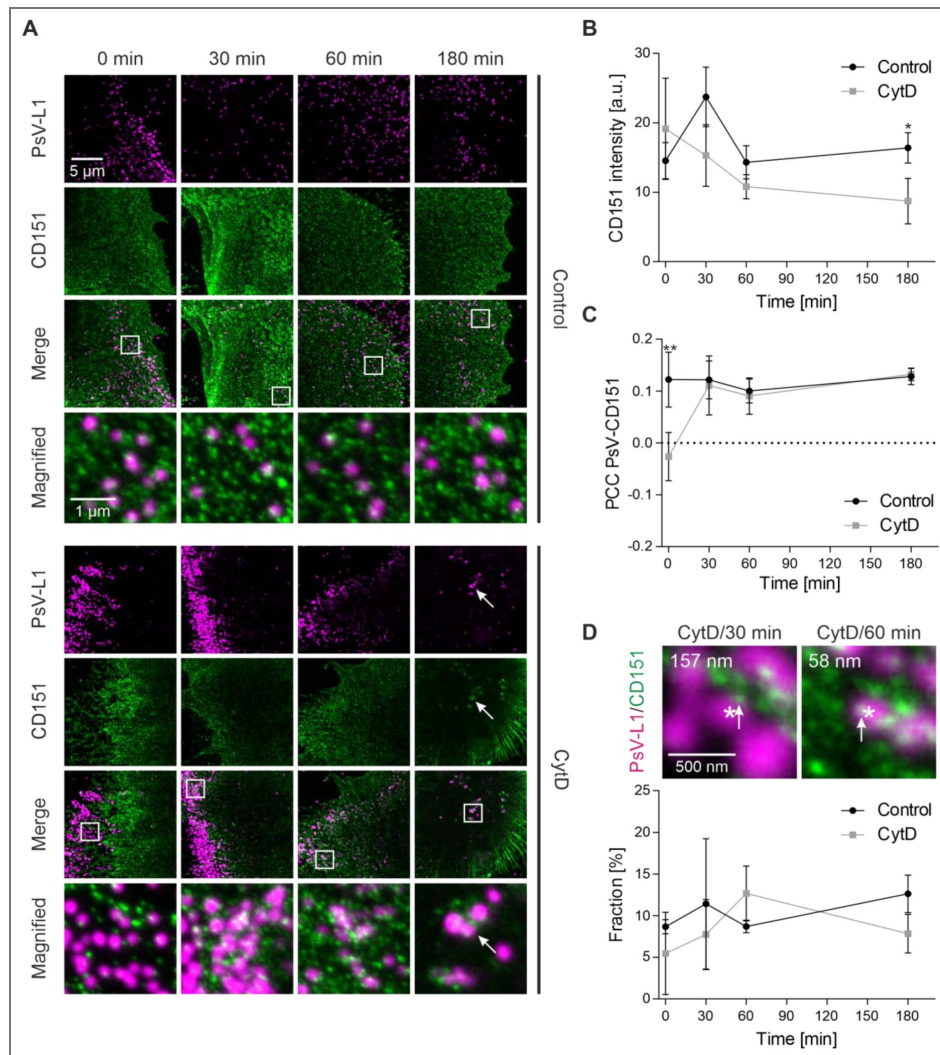 A
0 min 30 min 60 min 180 min
PsV-L1
5 µm
CD151
Merge
Magnified
1 µm
Control
PsV-L1
CD151
Merge
Magnified
CytD
B
30
20
10
0
CD151 intensity [a.u.]
Control
CytD
*
0 30 60 90 120 150 180
Time [min]
C
0.2
0.1
0.0
-0.1
-0.2
PCC PsV-CD151
**
Control
CytD
0 30 60 90 120 150 180
Time [min]
D
CytD/30 min CytD/60 min
PsV-L1/CD151
157 nm 58 nm
* *
500 nm
25
20
15
10
5
0
Fraction [%]
Control
CytD
0 30 60 90 130 140 180
Time [min]